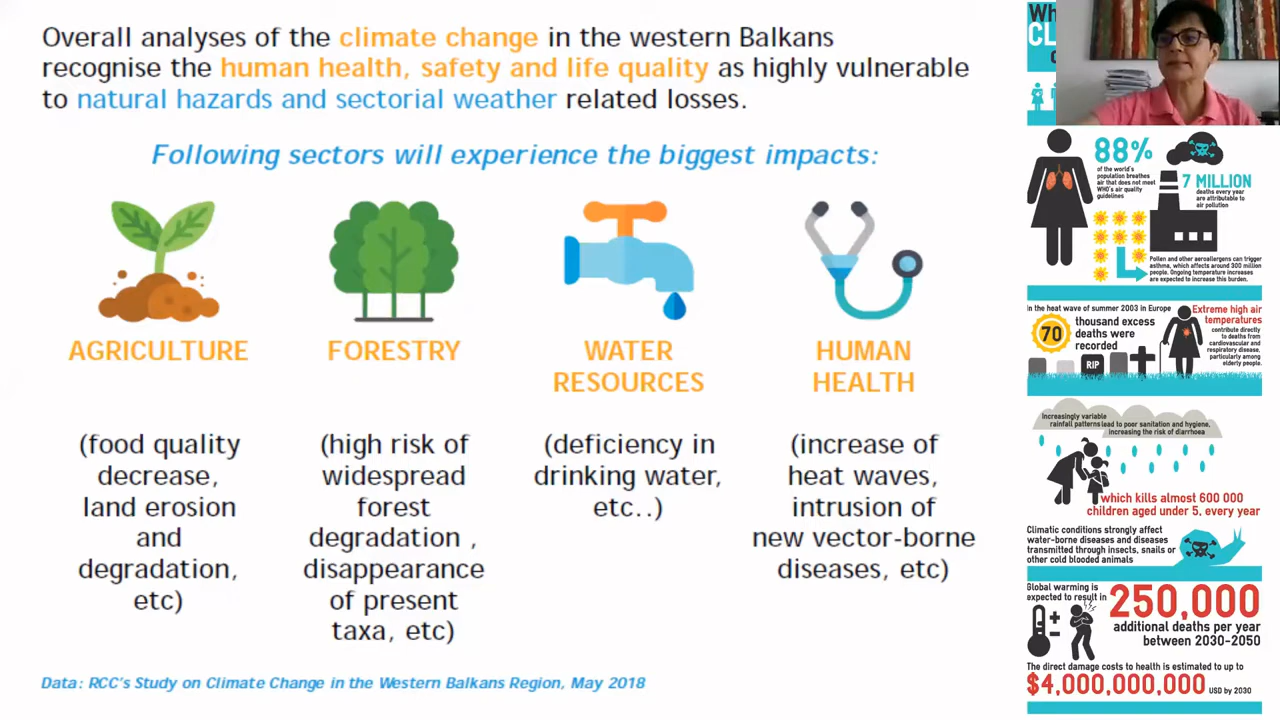 Overall analyses of the climate change in the western Balkans
recognise the human health, safety and life quality as highly vulnerable
to natural hazards and sectorial weather related losses.
Following sectors will experience the biggest impacts:
AGRICULTURE
(food quality
decrease,
land erosion
and
degradation,
etc)
FORESTRY
(high risk of
widespread
forest
degradation ,
disappearance
of present
taxa, etc)
WATER
RESOURCES
(deficiency in
drinking water,
etc..)
HUMAN
HEALTH
(increase of
heat waves,
intrusion of
new vector-borne
diseases, etc)
Data: RCC's Study on Climate Change in the Western Balkans Region, May 2018
88%
of the world's
population breathes
air that does not meet
WHO's air quality
guidelines
7 MILLION
deaths every year
are attributable to
air pollution
Pollen and other aeroallergens can trigger
asthma, which affects around 300 million
people. Ongoing temperature increases
are expected to increase this burden.
In the heat wave of summer 2003 in Europe
70
thousand excess
deaths were
recorded
RIP
Extreme high air
temperatures
contribute directly
to deaths from
cardiovascular and
respiratory disease,
particularly among
elderly people.
Increasingly variable
rainfall patterns lead to poor sanitation and hygiene,
increasing the risk of diarrhoea
which kills almost 600 000
children aged under 5, every year
Climatic conditions strongly affect
water-borne diseases and diseases
transmitted through insects, snails or
other cold blooded animals
Global warming is
expected to result in
250,000
additional deaths per year
between 2030-2050
The direct damage costs to health is estimated to up to
$4,000,000,000 USD by 2030